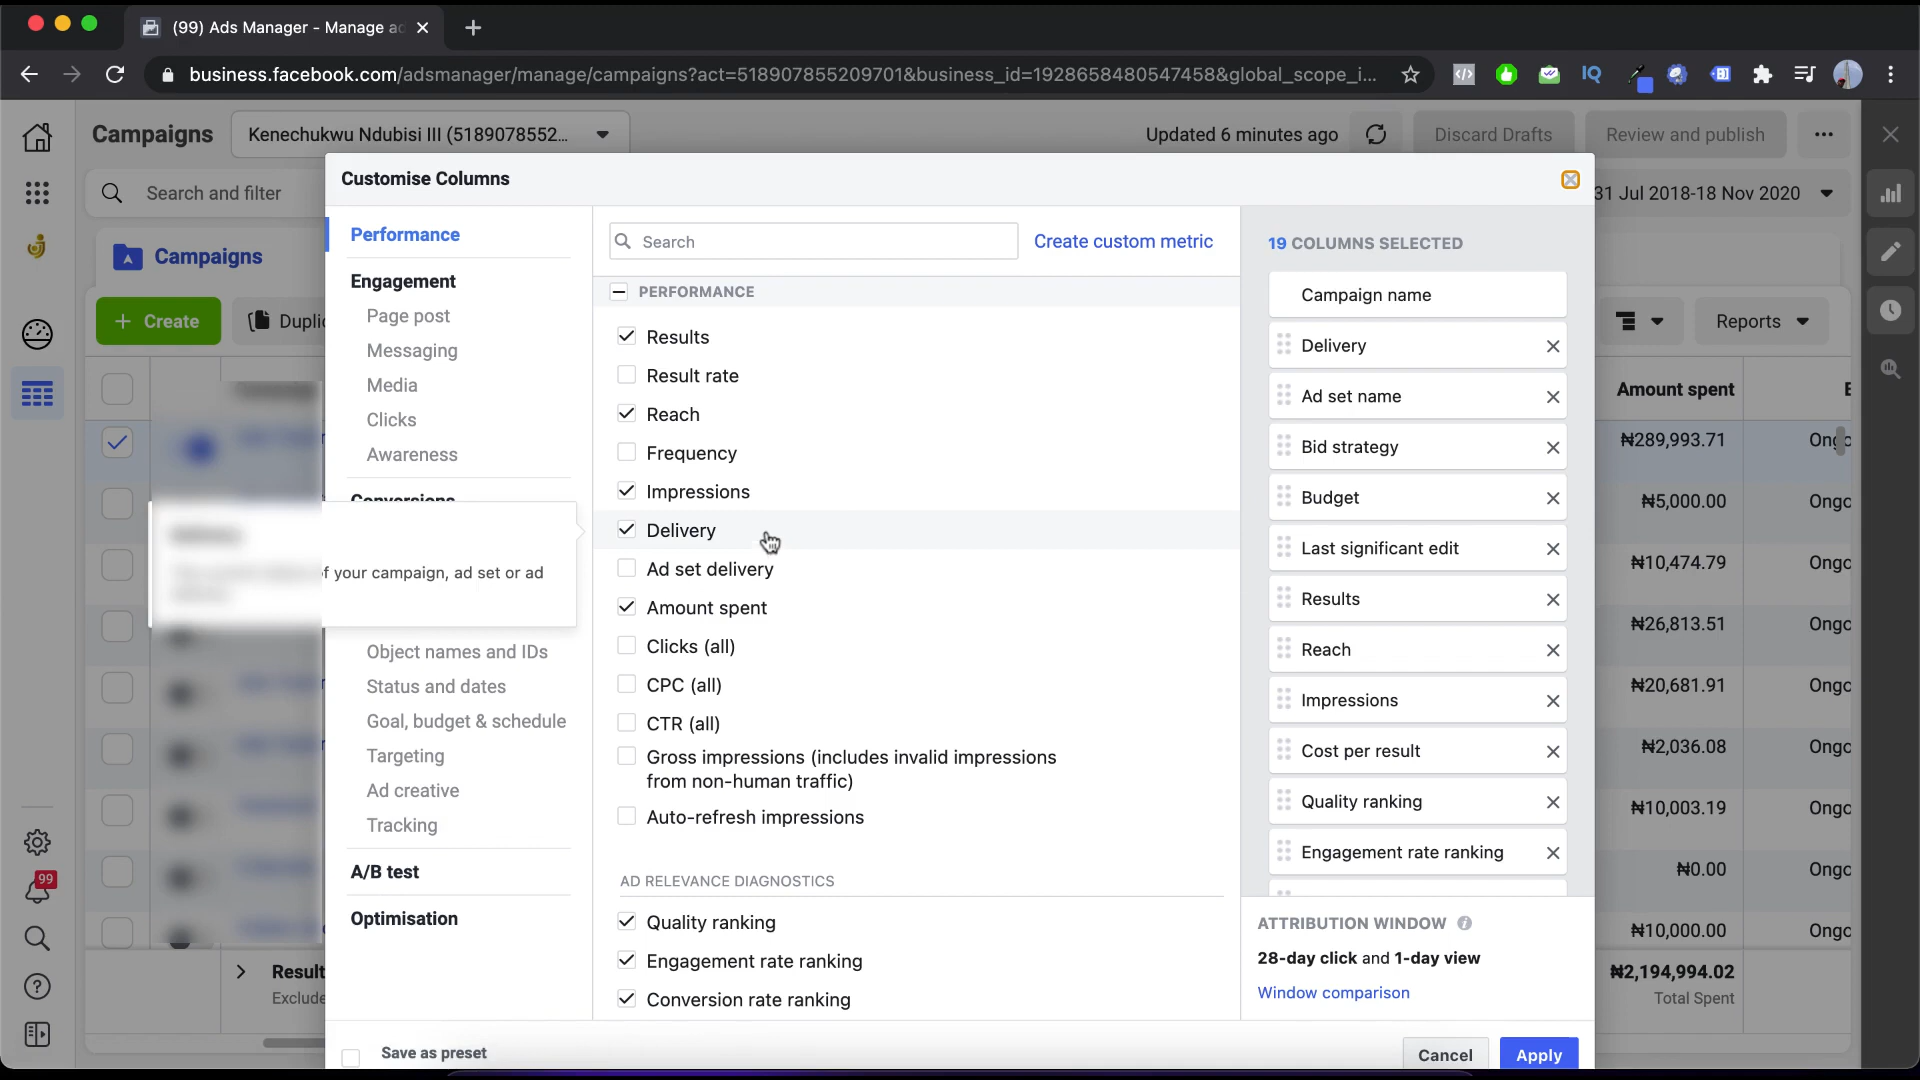 (99) Ads Manager - Manage ad
business.facebook.com/adsmanager/manage/campaigns?act=518907855209701&business_id=1928658480547458&global_scope_i...
Campaigns
Kenechukwu Ndubisi III (5189078552...
Updated 6 minutes ago
Discard Drafts
Review and publish
Search and filter
31 Jul 2018-18 Nov 2020
Campaigns
+ Create
Duplic
Reports
Amount spent
₦289,993.71
Ongo
₦5,000.00
Ongo
₦10,474.79
Ongo
₦26,813.51
Ongo
₦20,681.91
Ongo
₦2,036.08
Ongo
₦10,003.19
Ongo
₦0.00
Ongo
₦10,000.00
Ongo
₦2,194,994.02
Total Spent
Result
Exclude
99
IQ
Customise Columns
Performance
Engagement
Page post
Messaging
Media
Clicks
Awareness
Conversions
f your campaign, ad set or ad
Object names and IDs
Status and dates
Goal, budget & schedule
Targeting
Ad creative
Tracking
A/B test
Optimisation
Search
Create custom metric
PERFORMANCE
Results
Result rate
Reach
Frequency
Impressions
Delivery
Ad set delivery
Amount spent
Clicks (all)
CPC (all)
CTR (all)
Gross impressions (includes invalid impressions
from non-human traffic)
Auto-refresh impressions
AD RELEVANCE DIAGNOSTICS
Quality ranking
Engagement rate ranking
Conversion rate ranking
19 COLUMNS SELECTED
Campaign name
Delivery
Ad set name
Bid strategy
Budget
Last significant edit
Results
Reach
Impressions
Cost per result
Quality ranking
Engagement rate ranking
ATTRIBUTION WINDOW
28-day click and 1-day view
Window comparison
Save as preset
Cancel
Apply